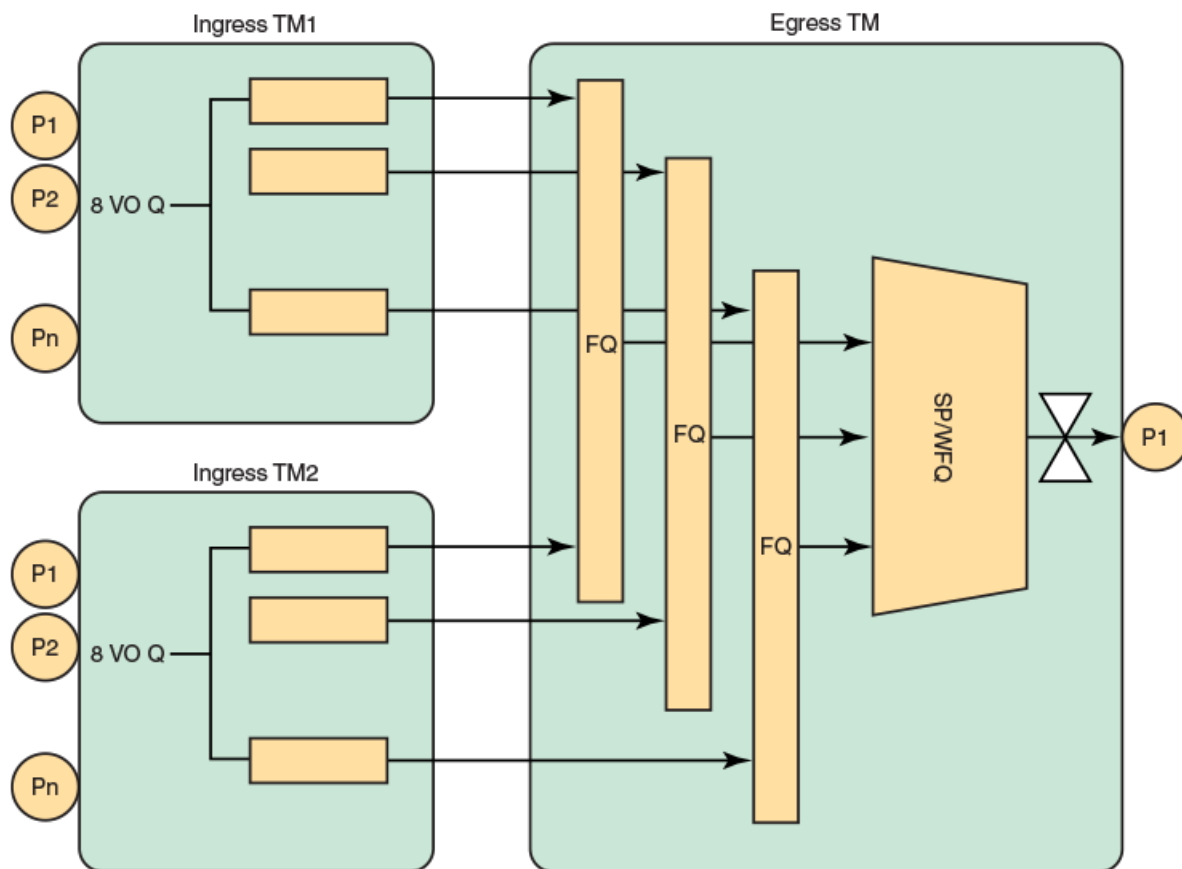 Ingress TM1
P1
P2
8 VO Q
Pn
Ingress TM2
P1
P2
8 VO Q
Pn
Egress TM
FQ
FQ
FQ
SP/WFQ
P1